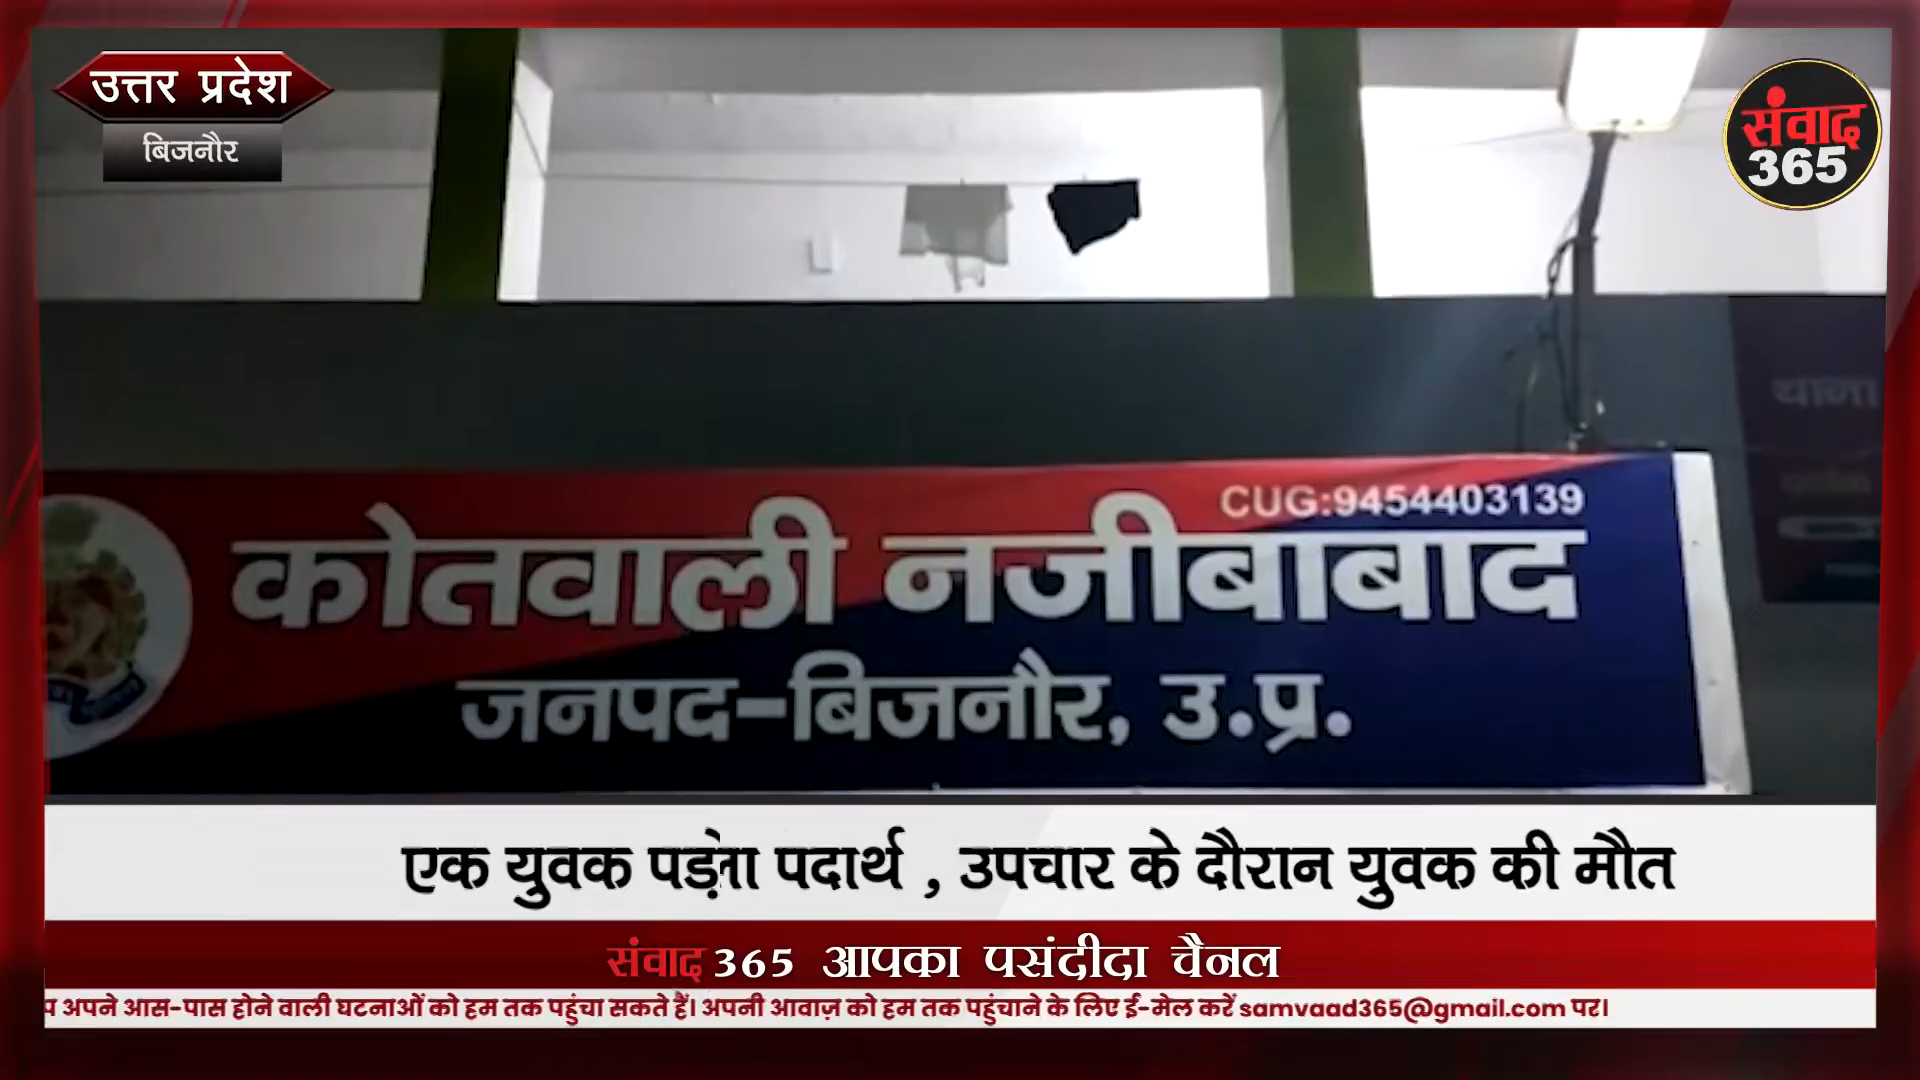 उत्तर प्रदेश
बिजनौर
संवाद
365
थाना
CUG:9454403139
कोतवाली नजीबाबाद
जनपद-बिजनौर, उ.प्र.
एक युवक पदार्थ , उपचार के दौरान युवक की मौत
संवाद 365 आपका पसंदीदा चैनल
अपने आस-पास होने वाली घटनाओं को हम तक पहुंचा सकते हैं। अपनी आवाज़ को हम तक पहुंचाने के लिए ई-मेल करें samvaad365@gmail.com पर।